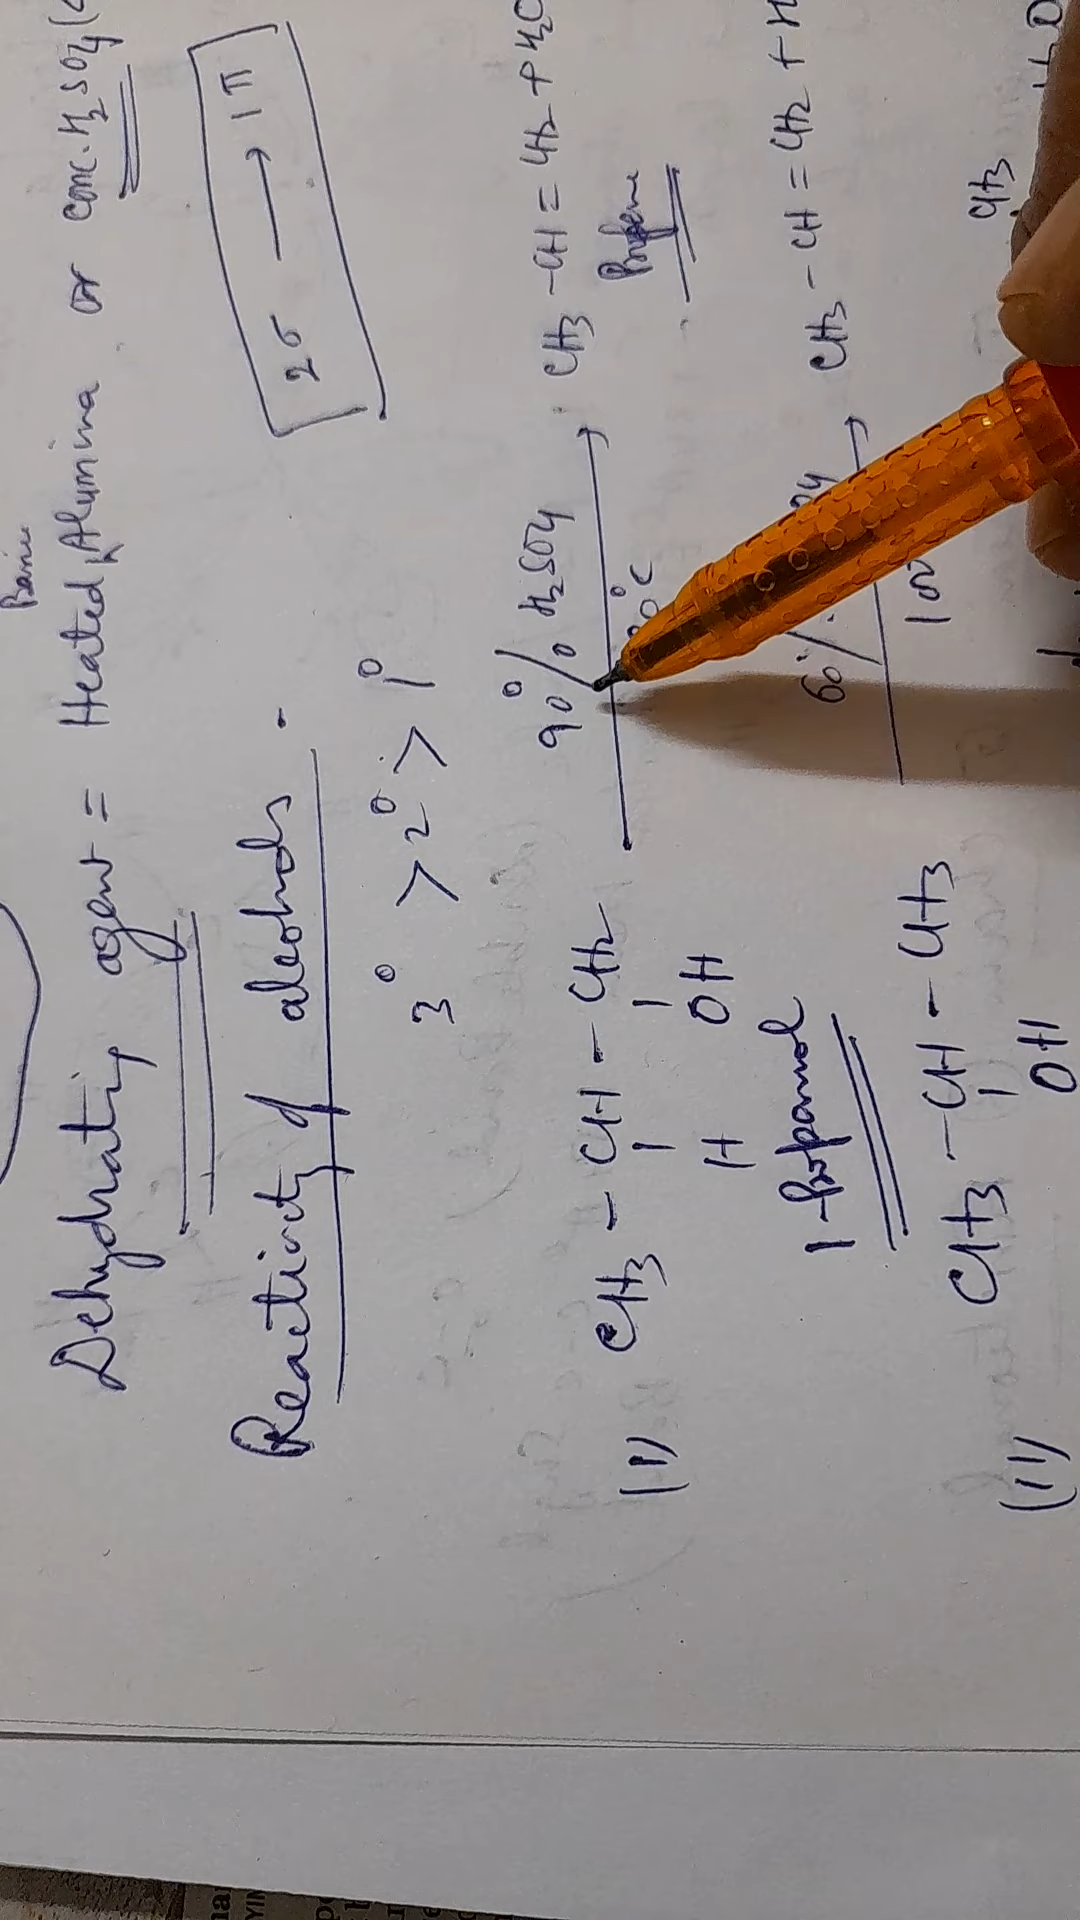 Dehydrating agent = Heated Alumina or conc. H2SO4
2σ → 1π
Reactivity of alcohols -
3° > 2° > 1°
(i) CH3 - CH - CH2 90% H2SO4 CH3 - CH = CH2 + H2O
H OH Propene
1-Propanol
(ii) CH3 - CH - CH3 60% CH3 - CH = CH2 +
OH
CH3